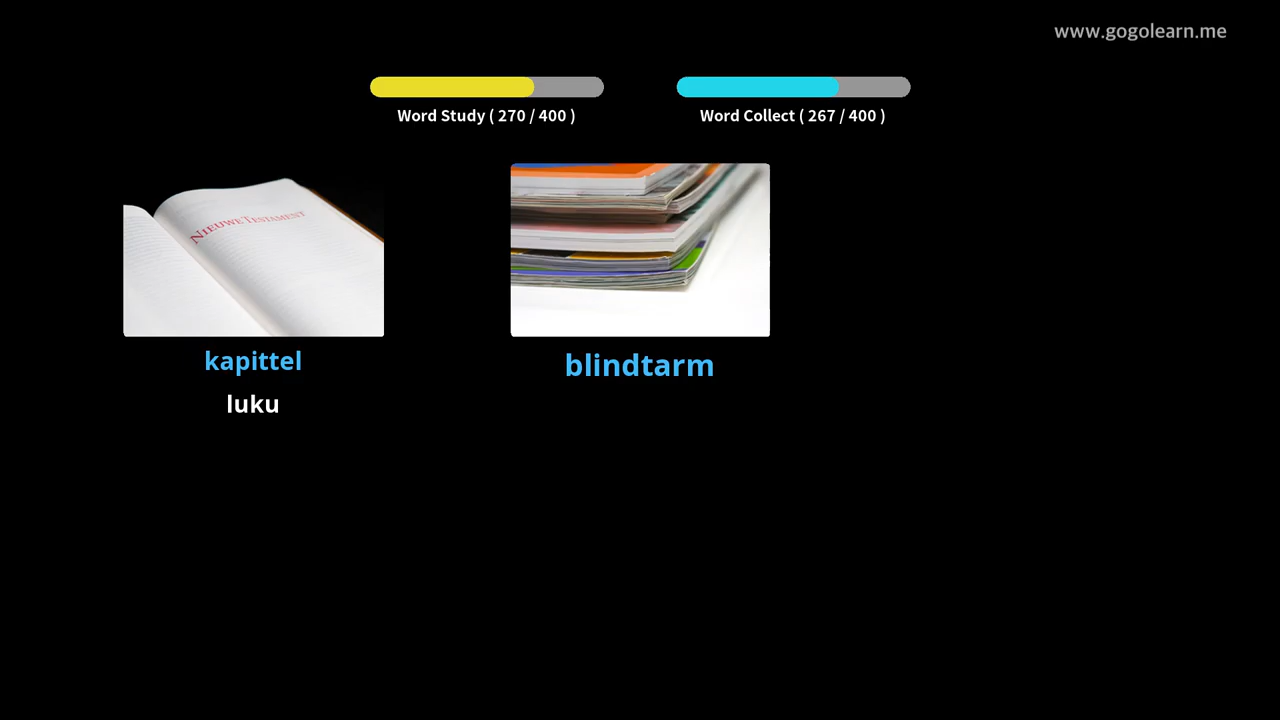 www.gogolearn.me
Word Study ( 270 / 400 )
Word Collect ( 267 / 400 )
NIEUWE TESTAMENT
kapittel
luku
blindtarm